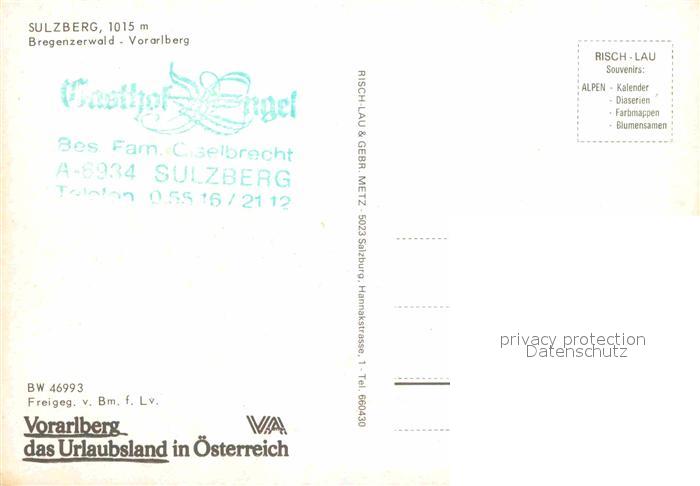 SULZBERG, 1015 m
Bregenzerwald - Vorarlberg
Gasthof Engel
Bes. Fam. Giselbrecht
A-6934 SULZBERG
Telefon 0 55 16 / 21 12
BW 46993
Freigeg. v. Bm. f. Lv.
Vorarlberg
das Urlaubsland in Österreich
VA
RISCH-LAU & GEBR. METZ - 5023 Salzburg, Hannakstrasse, 1 - Tel. 660430
RISCH - LAU
Souvenirs:
ALPEN - Kalender
- Diaserien
- Farbmappen
- Blumensamen
privacy protection
Datenschutz